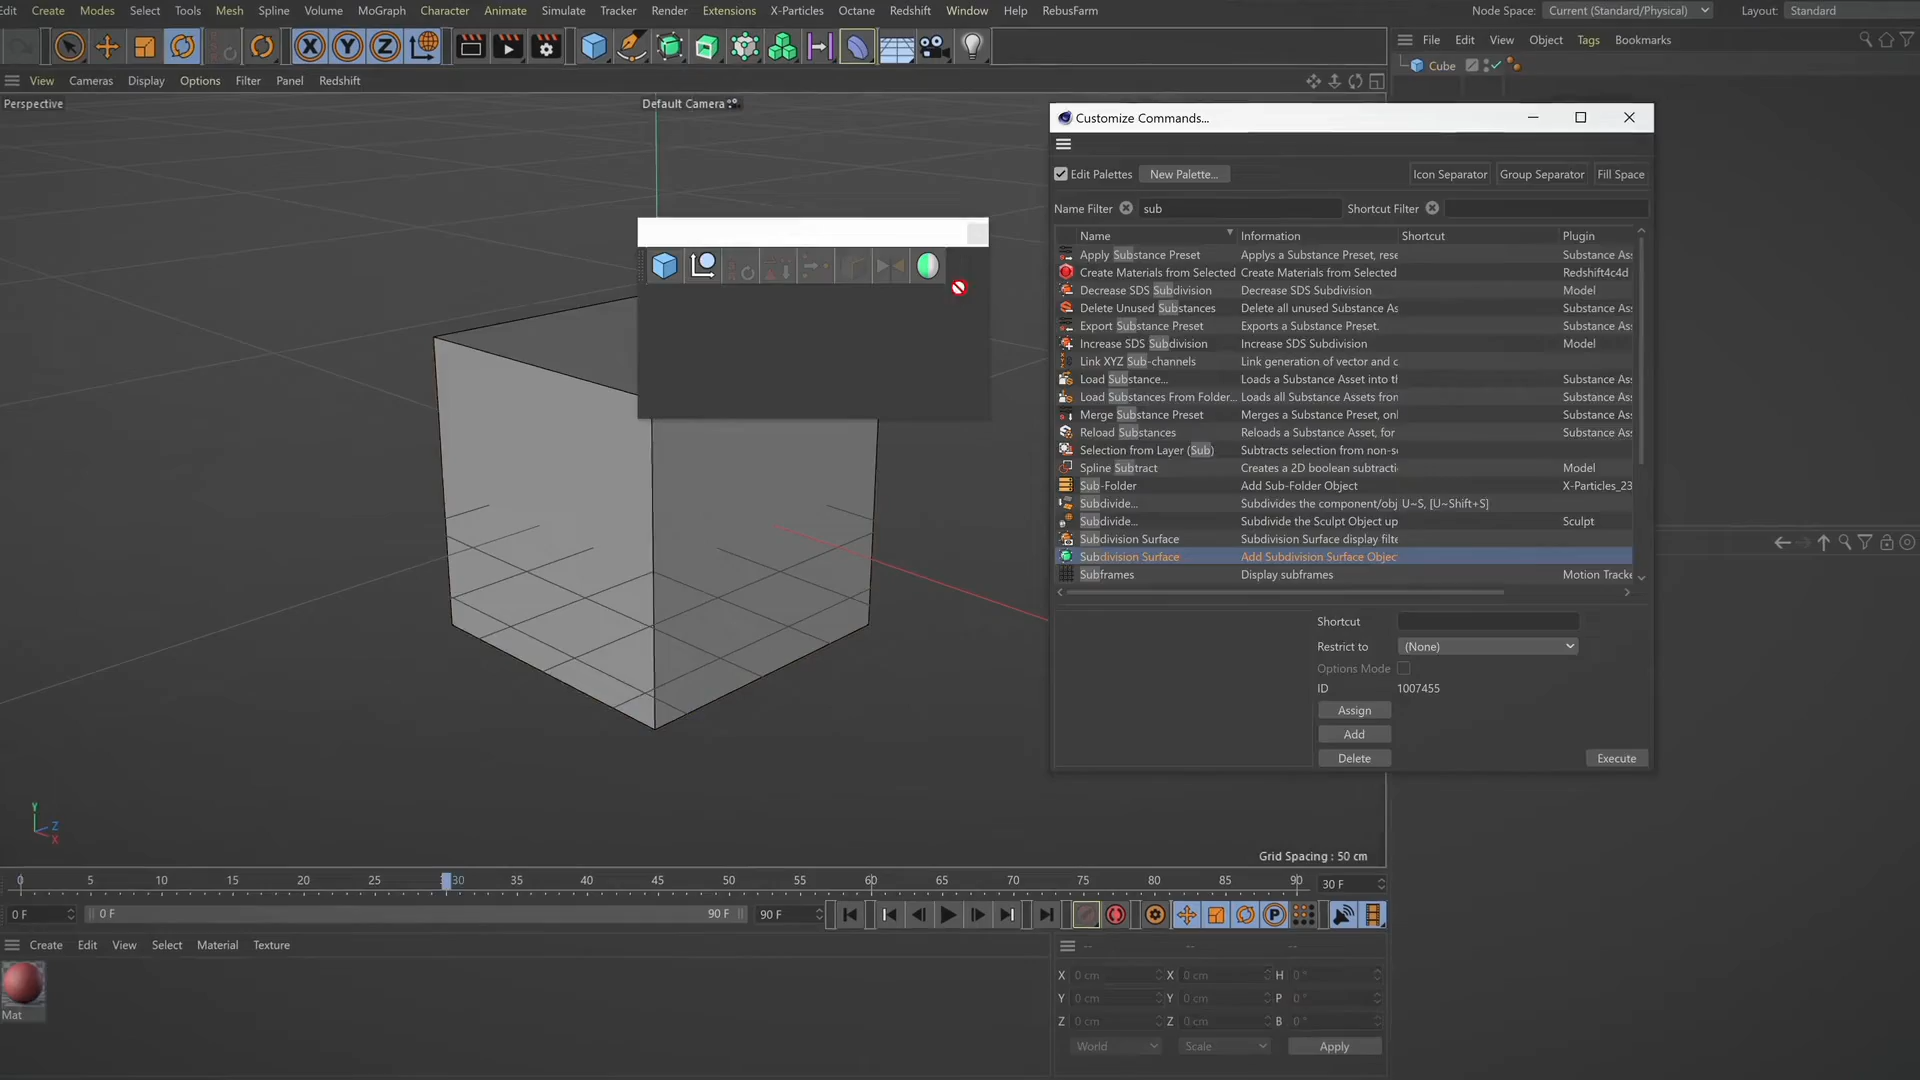 Create Modes Select Tools Mesh Spline Volume MoGraph Character Animate Simulate Tracker Render Extensions X-Particles Octane Redshift Window Help RebusFarm
Node Space: Current (Standard/Physical) Layout: Standard
File Edit View Object Tags Bookmarks
Cube
X Y Z
View Cameras Display Options Filter Panel Redshift
Perspective
Default Camera
Customize Commands...
Edit Palettes New Palette... Icon Separator Group Separator Fill Space
Name Filter sub Shortcut Filter
Name Information Shortcut Plugin
Apply Substance Preset Applys a Substance Preset, rese Substance As
Create Materials from Selected Create Materials from Selected Redshift4c4d
Decrease SDS Subdivision Decrease SDS Subdivision Model
Delete Unused Substances Delete all unused Substance As Substance As
Export Substance Preset Exports a Substance Preset. Substance As
Increase SDS Subdivision Increase SDS Subdivision Model
Link XYZ Sub-channels Link generation of vector and c
Load Substance... Loads a Substance Asset into th Substance As
Load Substances From Folder... Loads all Substance Assets from Substance As
Merge Substance Preset Merges a Substance Preset, onl Substance As
Reload Substances Reloads a Substance Asset, for Substance As
Selection from Layer (Sub) Subtracts selection from non-s
Spline Subtract Creates a 2D boolean subtracti Model
Sub-Folder Add Sub-Folder Object X-Particles_23
Subdivide... Subdivides the component/obj U~S, [U~Shift+S]
Subdivide... Subdivide the Sculpt Object up Sculpt
Subdivision Surface Subdivision Surface display filte
Subdivision Surface Add Subdivision Surface Objec
Subframes Display subframes Motion Tracke
Shortcut
Restrict to (None)
Options Mode
ID 1007455
Assign
Add
Delete Execute
Y Z X
Grid Spacing : 50 cm
0 5 10 15 20 25 30 35 40 45 50 55 60 65 70 75 80 85 90 30 F
0 F 0 F 90 F 90 F P
Create Edit View Select Material Texture
-- -- --
X 0 cm X 0 cm H 0 °
Y 0 cm Y 0 cm P 0 °
Z 0 cm Z 0 cm B 0 °
World Scale Apply
Mat